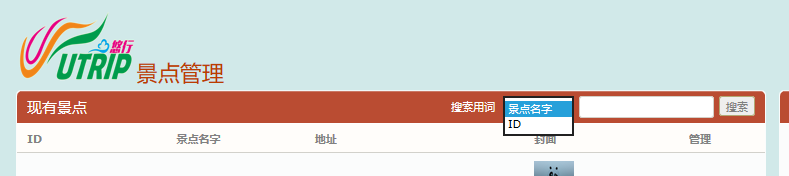 悠行
UTRIP 景点管理
现有景点 搜索用词 景点名字 搜索
ID
ID 景点名字 地址 封面 管理